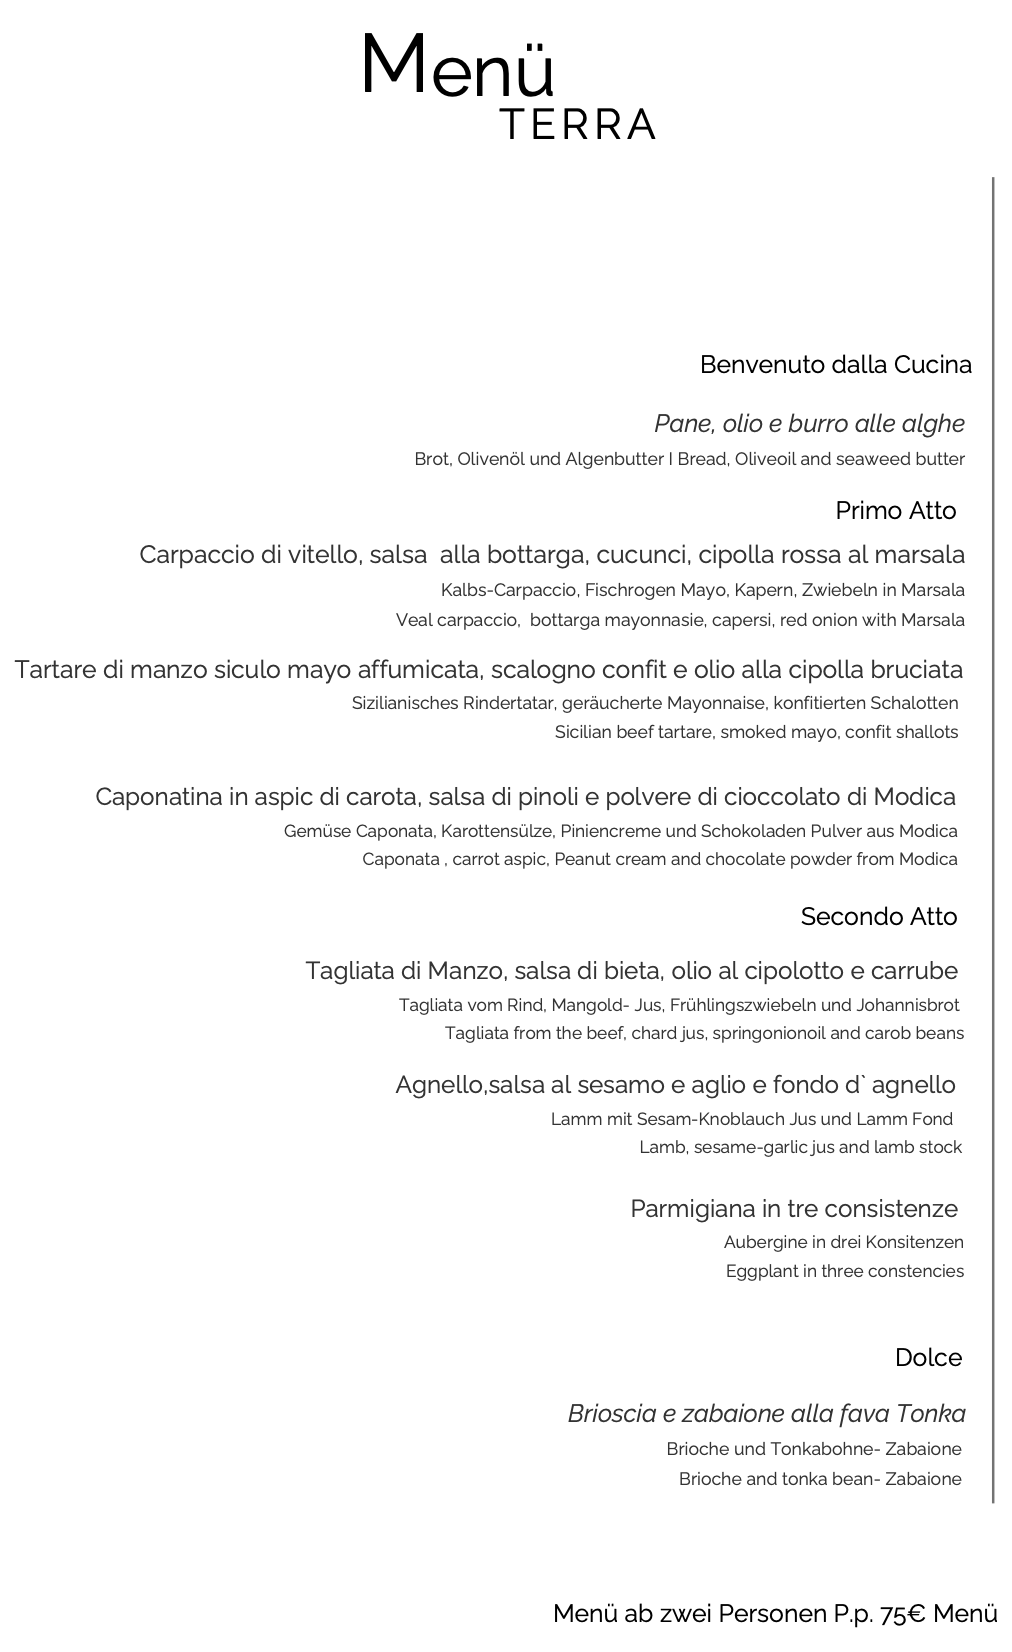 Menü
TERRA
Benvenuto dalla Cucina
Pane, olio e burro alle alghe
Brot, Olivenöl und Algenbutter I Bread, Oliveoil and seaweed butter
Primo Atto
Carpaccio di vitello, salsa  alla bottarga, cucunci, cipolla rossa al marsala
Kalbs-Carpaccio, Fischrogen Mayo, Kapern, Zwiebeln in Marsala
Veal carpaccio,  bottarga mayonnasie, capersi, red onion with Marsala
Tartare di manzo siculo mayo affumicata, scalogno confit e olio alla cipolla bruciata
Sizilianisches Rindertatar, geräucherte Mayonnaise, konfitierten Schalotten
Sicilian beef tartare, smoked mayo, confit shallots
Caponatina in aspic di carota, salsa di pinoli e polvere di cioccolato di Modica
Gemüse Caponata, Karottensülze, Piniencreme und Schokoladen Pulver aus Modica
Caponata , carrot aspic, Peanut cream and chocolate powder from Modica
Secondo Atto
Tagliata di Manzo, salsa di bieta, olio al cipolotto e carrube
Tagliata vom Rind, Mangold- Jus, Frühlingszwiebeln und Johannisbrot
Tagliata from the beef, chard jus, springonionoil and carob beans
Agnello,salsa al sesamo e aglio e fondo d` agnello
Lamm mit Sesam-Knoblauch Jus und Lamm Fond
Lamb, sesame-garlic jus and lamb stock
Parmigiana in tre consistenze
Aubergine in drei Konsitenzen
Eggplant in three constencies
Dolce
Brioscia e zabaione alla fava Tonka
Brioche und Tonkabohne- Zabaione
Brioche and tonka bean- Zabaione
Menü ab zwei Personen P.p. 75€ Menü